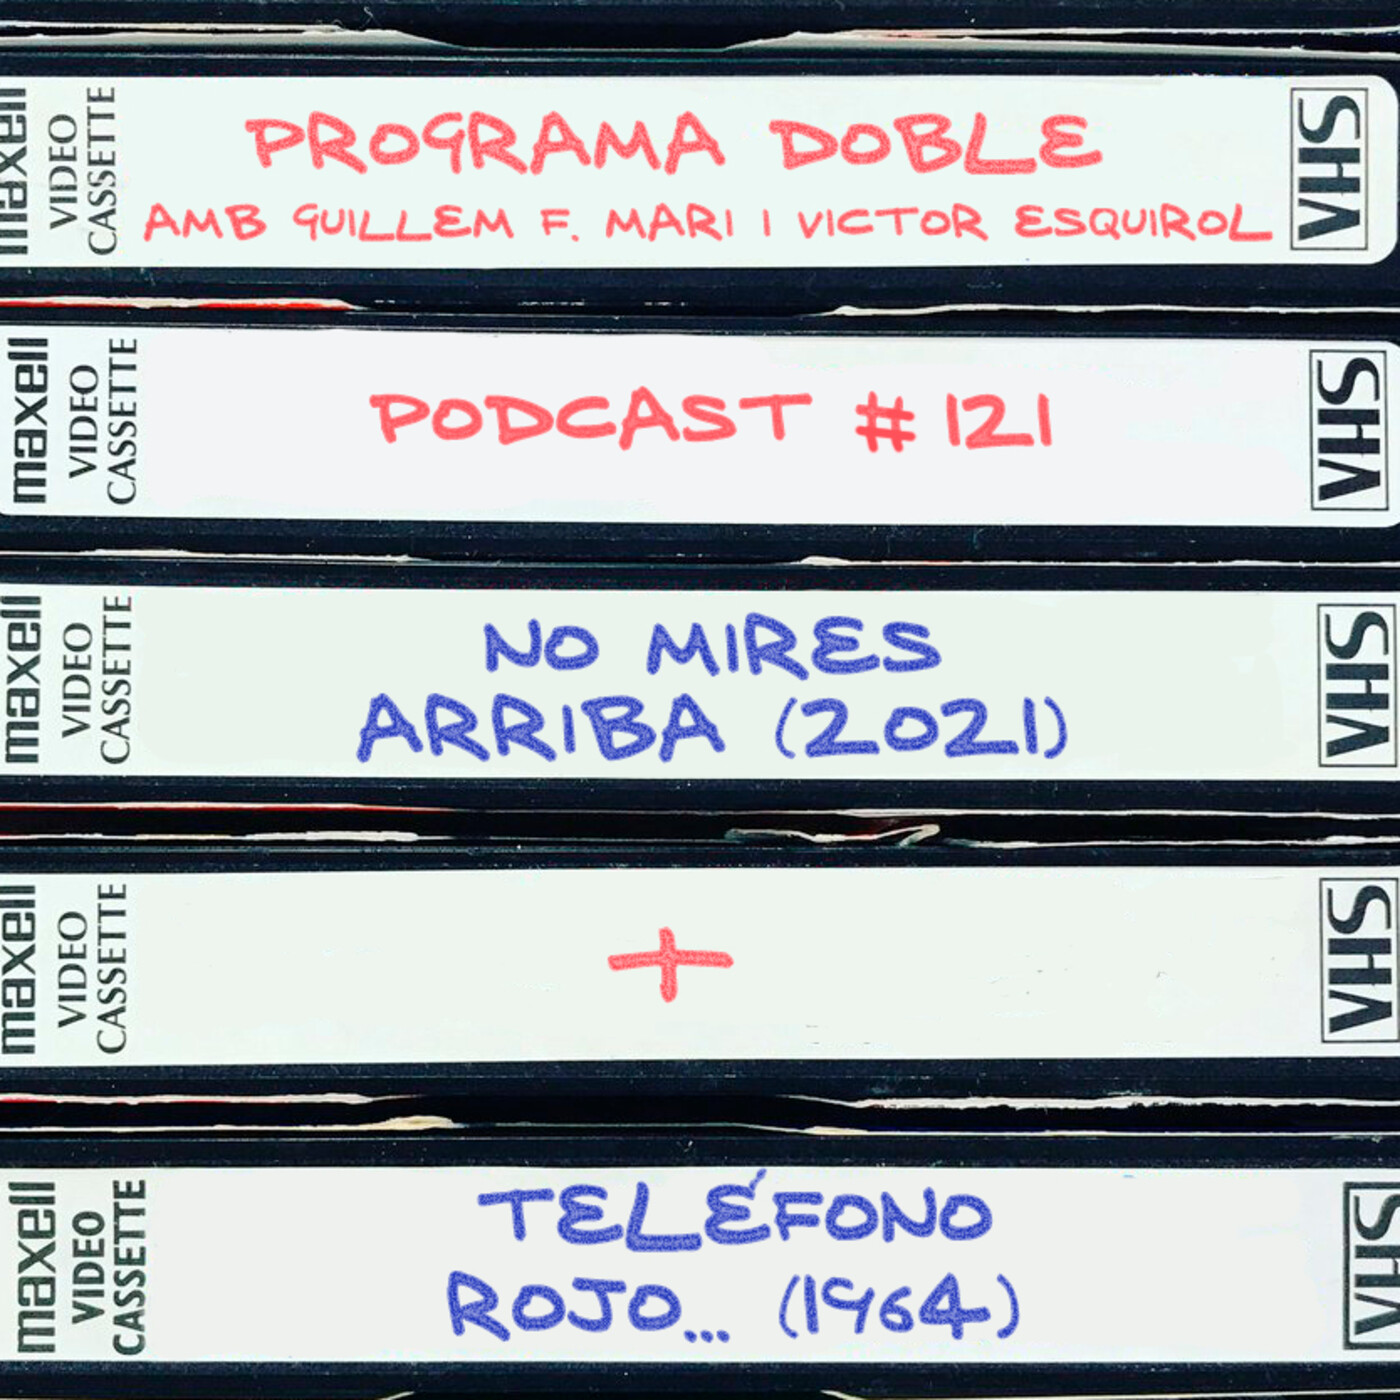 maxell
VIDEO
CASSETTE
PROGRAMA DOBLE
AMB GUILLEM F. MARI I VICTOR ESQUIROL
VHS
maxell
VIDEO
CASSETTE
PODCAST #121
VHS
maxell
VIDEO
CASSETTE
NO MIRES
ARRIBA (2021)
VHS
maxell
VIDEO
CASSETTE
+
VHS
maxell
VIDEO
CASSETTE
TELÉFONO
ROJO... (1964)
VHS